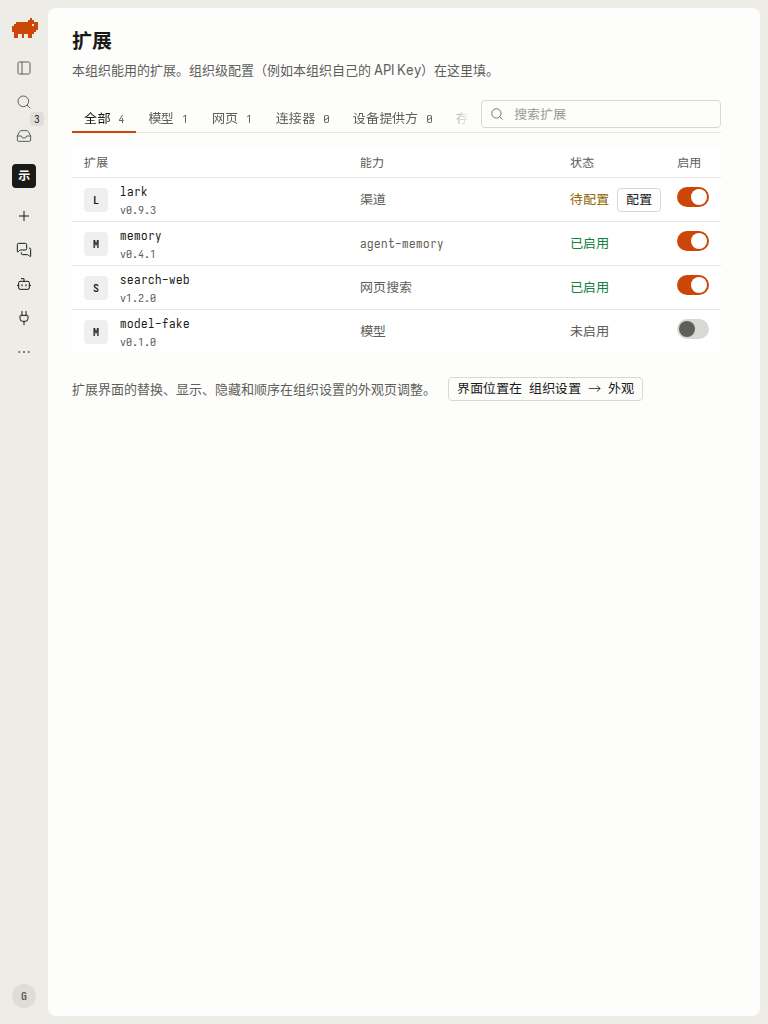 扩展
本组织能用的扩展。组织级配置（例如本组织自己的 API Key）在这里填。
3
全部 4 模型 1 网页 1 连接器 0 设备提供方 0 存
搜索扩展
示
扩展 能力 状态 启用
L lark 渠道 待配置 配置
v0.9.3
M memory agent-memory 已启用
v0.4.1
S search-web 网页搜索 已启用
v1.2.0
M model-fake 模型 未启用
v0.1.0
扩展界面的替换、显示、隐藏和顺序在组织设置的外观页调整。 界面位置在 组织设置 → 外观
G